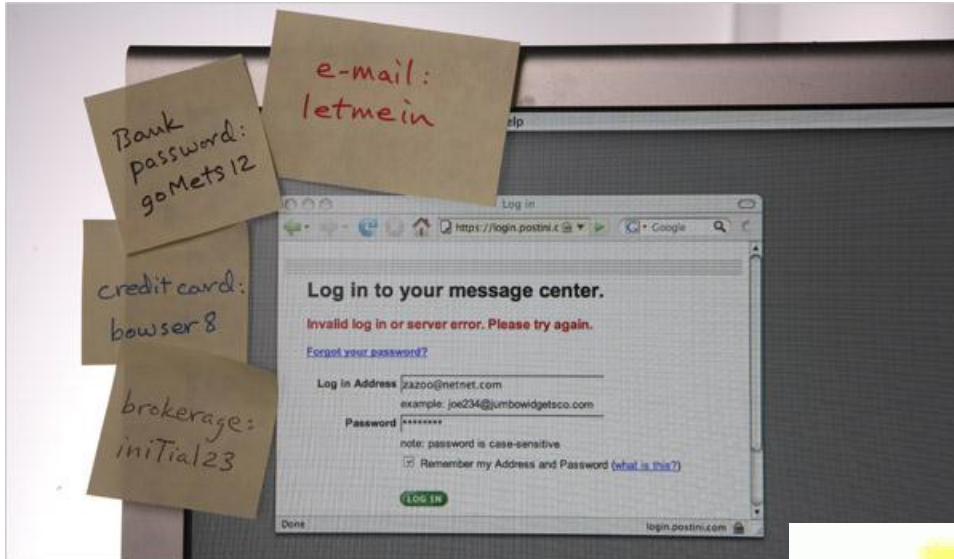 e-mail:
letmein
Bank
password:
goMets12
credit card:
bowser8
brokerage:
iniTial23
elp
Log in
https://login.postini.c
Google
Log in to your message center.
Invalid log in or server error. Please try again.
Forgot your password?
Log in Address zazoo@netnet.com
example: joe234@jumbowidgetsco.com
Password ********
note: password is case-sensitive
Remember my Address and Password (what is this?)
LOG IN
Done login.postini.com